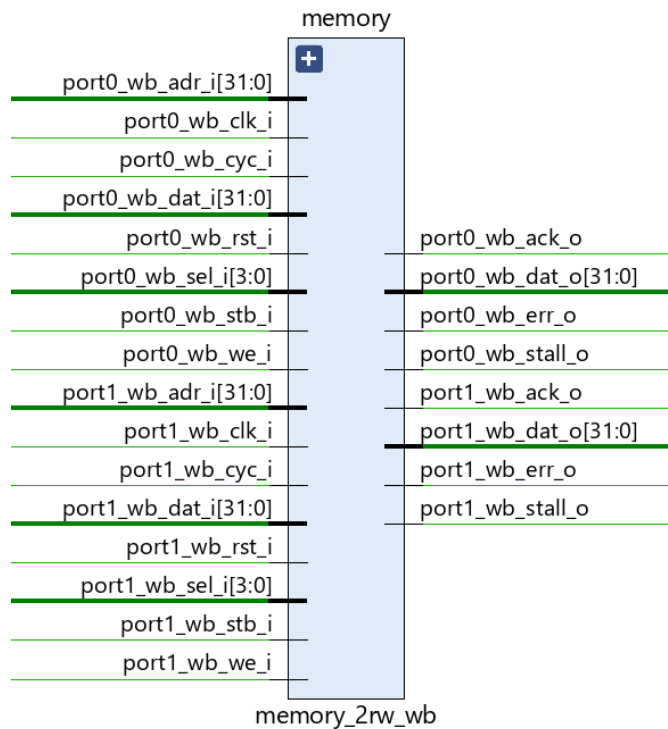 memory
port0_wb_adr_i[31:0]
port0_wb_clk_i
port0_wb_cyc_i
port0_wb_dat_i[31:0]
port0_wb_rst_i
port0_wb_sel_i[3:0]
port0_wb_stb_i
port0_wb_we_i
port1_wb_adr_i[31:0]
port1_wb_clk_i
port1_wb_cyc_i
port1_wb_dat_i[31:0]
port1_wb_rst_i
port1_wb_sel_i[3:0]
port1_wb_stb_i
port1_wb_we_i
port0_wb_ack_o
port0_wb_dat_o[31:0]
port0_wb_err_o
port0_wb_stall_o
port1_wb_ack_o
port1_wb_dat_o[31:0]
port1_wb_err_o
port1_wb_stall_o
memory_2rw_wb